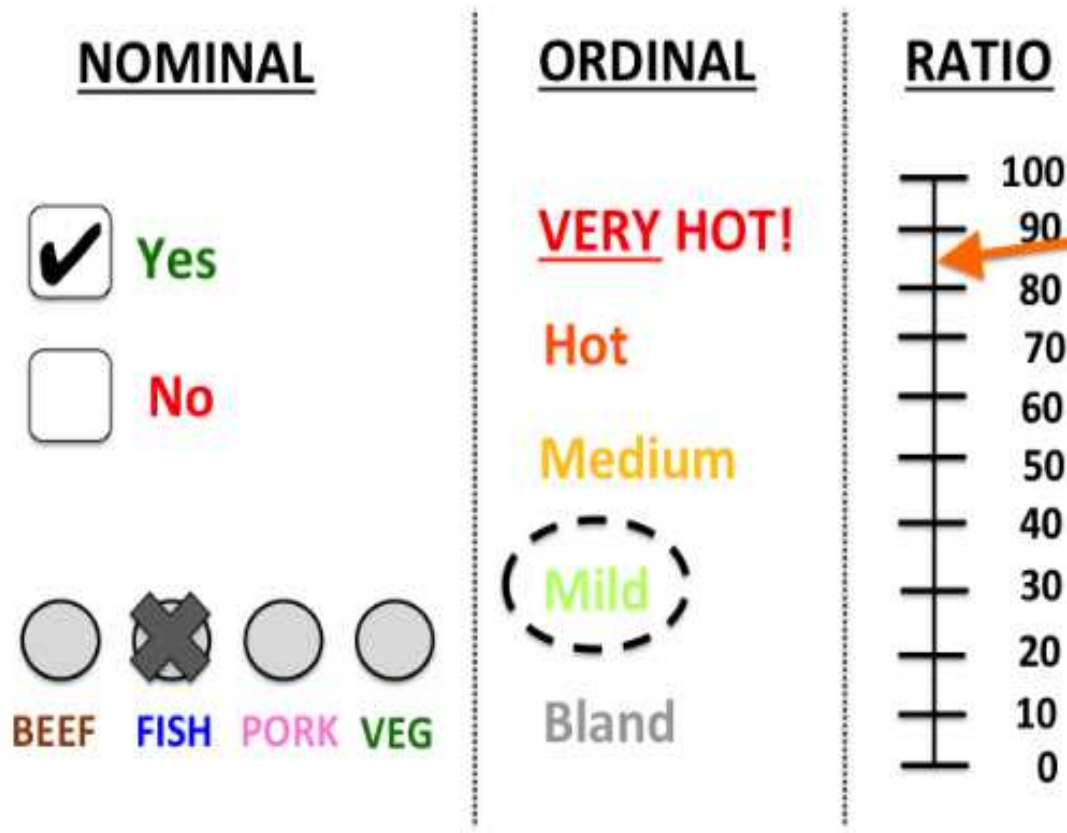 NOMINAL
Yes
No
BEEF FISH PORK VEG
ORDINAL
VERY HOT!
Hot
Medium
Mild
Bland
RATIO
100
90
80
70
60
50
40
30
20
10
0